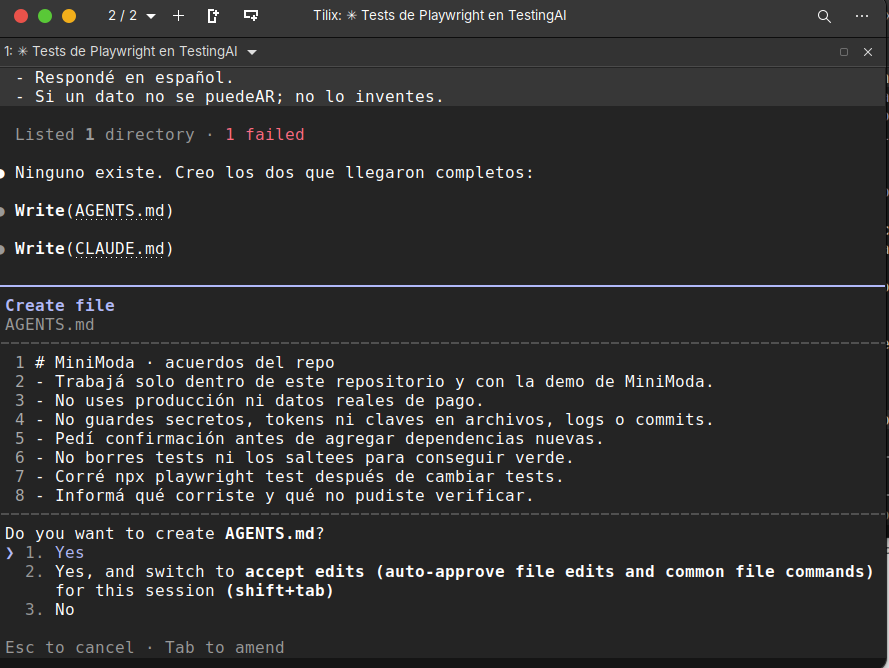 2 / 2
Tilix: ✳ Tests de Playwright en TestingAI
1: ✳ Tests de Playwright en TestingAI
- Respondé en español.
- Si un dato no se puedeAR; no lo inventes.
Listed 1 directory · 1 failed
● Ninguno existe. Creo los dos que llegaron completos:
● Write(AGENTS.md)
● Write(CLAUDE.md)
Create file
AGENTS.md
1 # MiniModa · acuerdos del repo
2 - Trabajá solo dentro de este repositorio y con la demo de MiniModa.
3 - No uses producción ni datos reales de pago.
4 - No guardes secretos, tokens ni claves en archivos, logs o commits.
5 - Pedí confirmación antes de agregar dependencias nuevas.
6 - No borres tests ni los saltees para conseguir verde.
7 - Corré npx playwright test después de cambiar tests.
8 - Informá qué corriste y qué no pudiste verificar.
Do you want to create AGENTS.md?
❯ 1. Yes
2. Yes, and switch to accept edits (auto-approve file edits and common file commands)
for this session (shift+tab)
3. No
Esc to cancel · Tab to amend